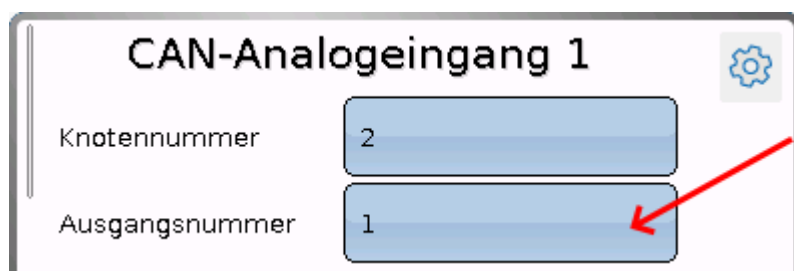 CAN-Analogeingang 1
Knotennummer 2
Ausgangsnummer 1